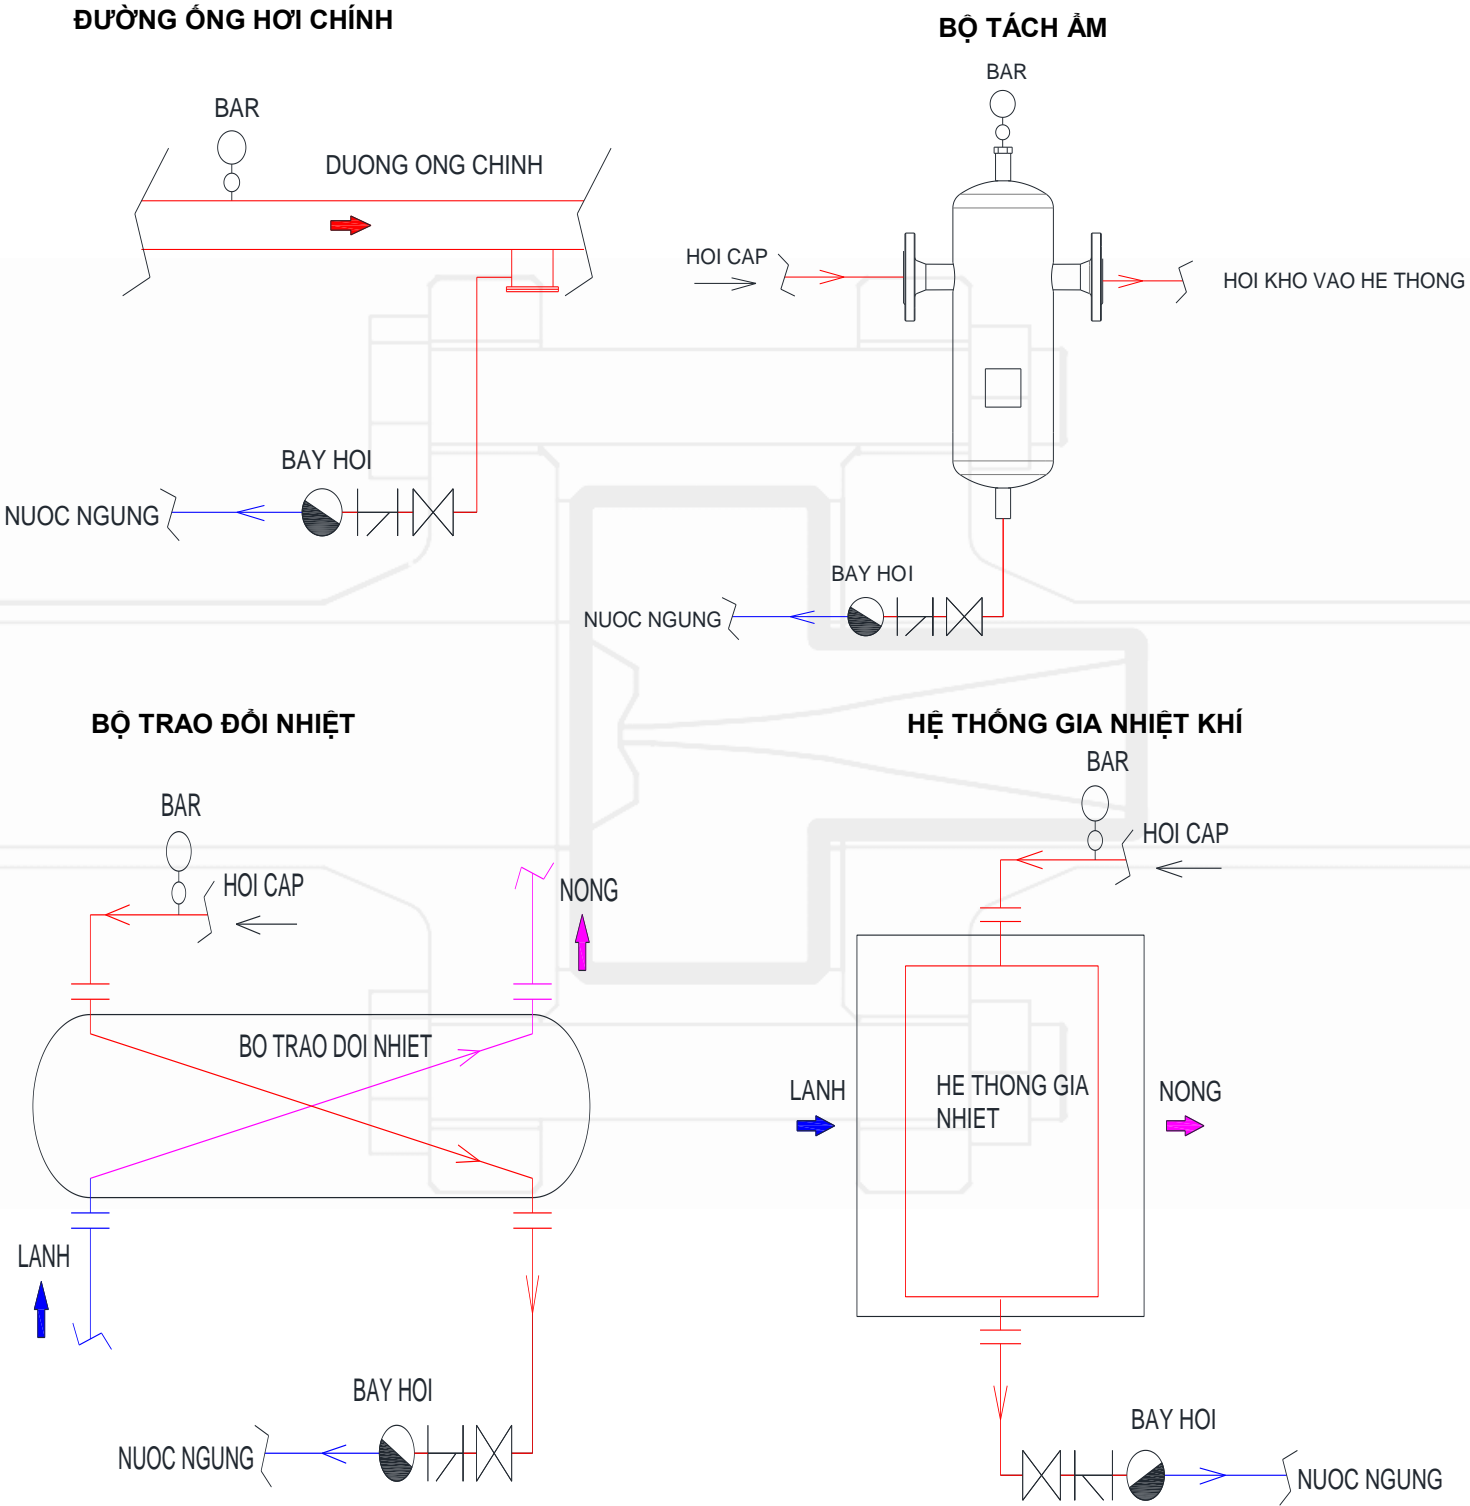 ĐƯỜNG ỐNG HƠI CHÍNH
BAR
DUONG ONG CHINH
BAY HOI
NUOC NGUNG
BỘ TÁCH ẨM
BAR
HOI CAP
HOI KHO VAO HE THONG
BAY HOI
NUOC NGUNG
BỘ TRAO ĐỔI NHIỆT
BAR
HOI CAP
NONG
BO TRAO DOI NHIET
LANH
BAY HOI
NUOC NGUNG
HỆ THỐNG GIA NHIỆT KHÍ
BAR
HOI CAP
LANH
HE THONG GIA
NHIET
NONG
BAY HOI
NUOC NGUNG